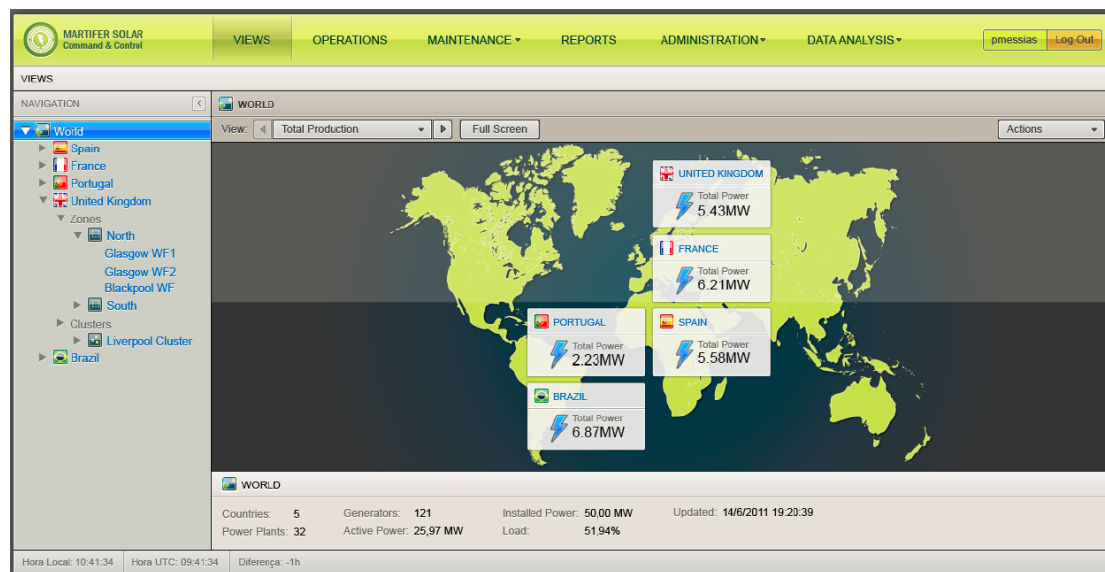 MARTIFER SOLAR
Command & Control
VIEWS OPERATIONS MAINTENANCE REPORTS ADMINISTRATION DATA ANALYSIS pmessias Log Out
VIEWS
NAVIGATION
World
Spain
France
Portugal
United Kingdom
Zones
North
Glasgow WF1
Glasgow WF2
Blackpool WF
South
Clusters
Liverpool Cluster
Brazil
WORLD
View: Total Production Full Screen Actions
UNITED KINGDOM
Total Power
5.43MW
FRANCE
Total Power
6.21MW
PORTUGAL
Total Power
2.23MW
SPAIN
Total Power
5.58MW
BRAZIL
Total Power
6.87MW
WORLD
Countries: 5 Generators: 121 Installed Power: 50,00 MW Updated: 14/6/2011 19:20:39
Power Plants: 32 Active Power: 25,97 MW Load: 51,94%
Hora Local: 10:41:34 Hora UTC: 09:41:34 Diferença: -1h